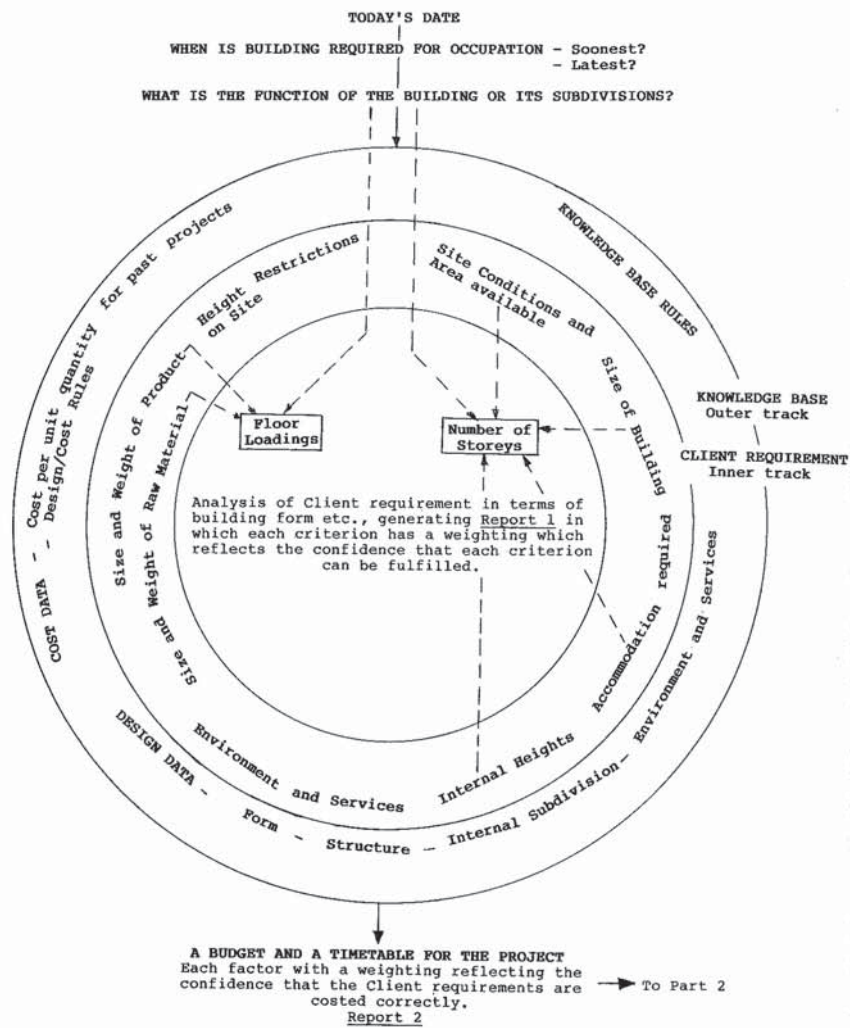 TODAY'S DATE
WHEN IS BUILDING REQUIRED FOR OCCUPATION - Soonest?
- Latest?
WHAT IS THE FUNCTION OF THE BUILDING OR ITS SUBDIVISIONS?
COST DATA - Cost per unit quantity for past projects
- Design/Cost Rules
KNOWLEDGE BASE RULES
Height Restrictions
on Site
Site Conditions and
Area available
Size and Weight of Product
Size and Weight of Raw Material
Size of Building
required
KNOWLEDGE BASE
Outer track
CLIENT REQUIREMENT
Inner track
Floor
Loadings
Number of
Storeys
Analysis of Client requirement in terms of
building form etc., generating Report 1 in
which each criterion has a weighting which
reflects the confidence that each criterion
can be fulfilled.
Accommodation
Internal Heights
Environment and Services
DESIGN DATA - Form - Structure - Internal Subdivision - Environment and Services
A BUDGET AND A TIMETABLE FOR THE PROJECT
Each factor with a weighting reflecting the
confidence that the Client requirements are
costed correctly.
Report 2
To Part 2